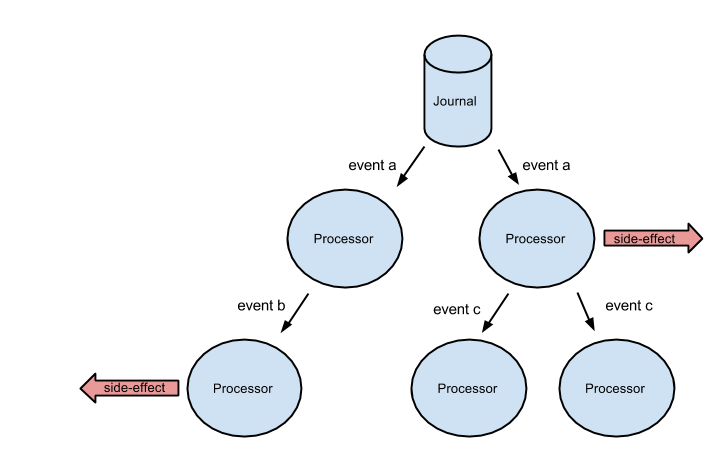 Journal
event a
event a
Processor
Processor
side-effect
event b
event c
event c
side-effect
Processor
Processor
Processor